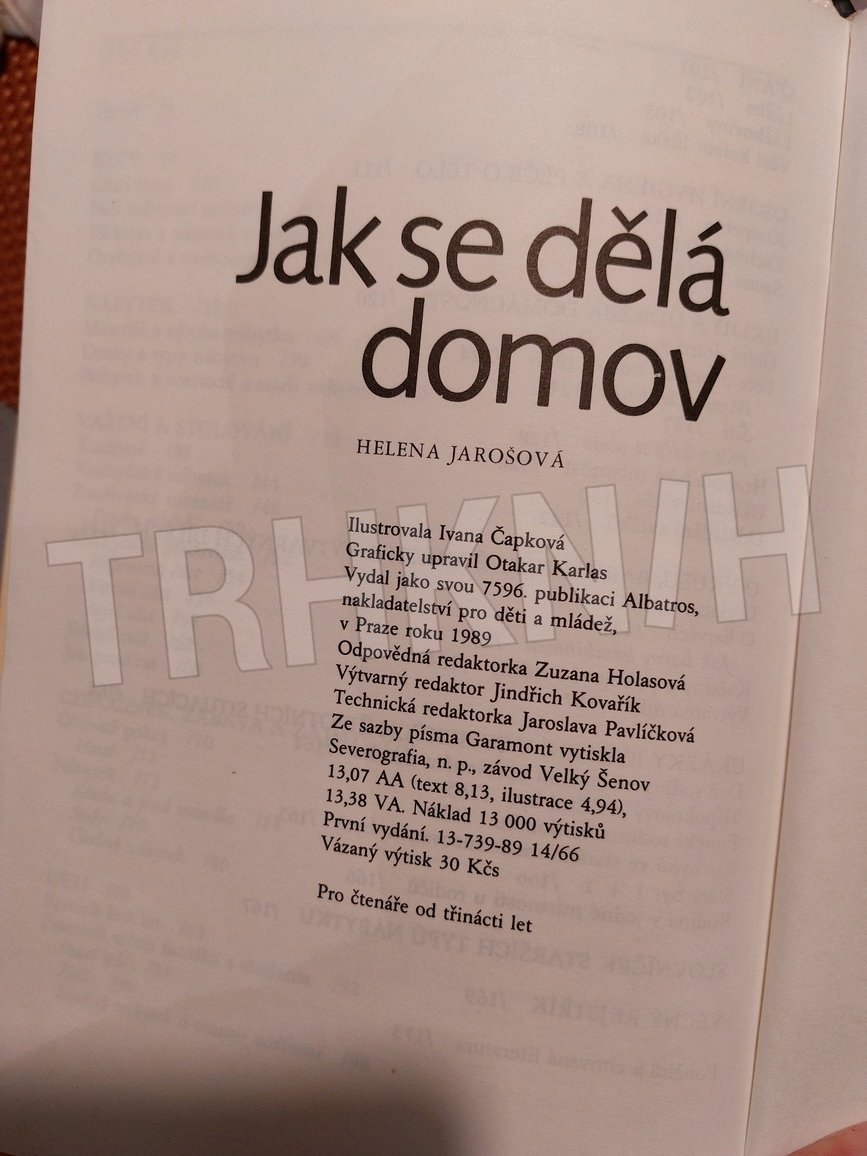 Jak se dělá
domov
HELENA JAROŠOVÁ
Ilustrovala Ivana Čapková
Graficky upravil Otakar Karlas
Vydal jako svou 7596. publikaci Albatros,
nakladatelství pro děti a mládež,
v Praze roku 1989
Odpovědná redaktorka Zuzana Holasová
Výtvarný redaktor Jindřich Kovařík
Technická redaktorka Jaroslava Pavlíčková
Ze sazby písma Garamont vytiskla
Severografia, n. p., závod Velký Šenov
13,07 AA (text 8,13, ilustrace 4,94),
13,38 VA. Náklad 13 000 výtisků
První vydání. 13-739-89 14/66
Vázaný výtisk 30 Kčs
Pro čtenáře od třinácti let
TRHKNIH